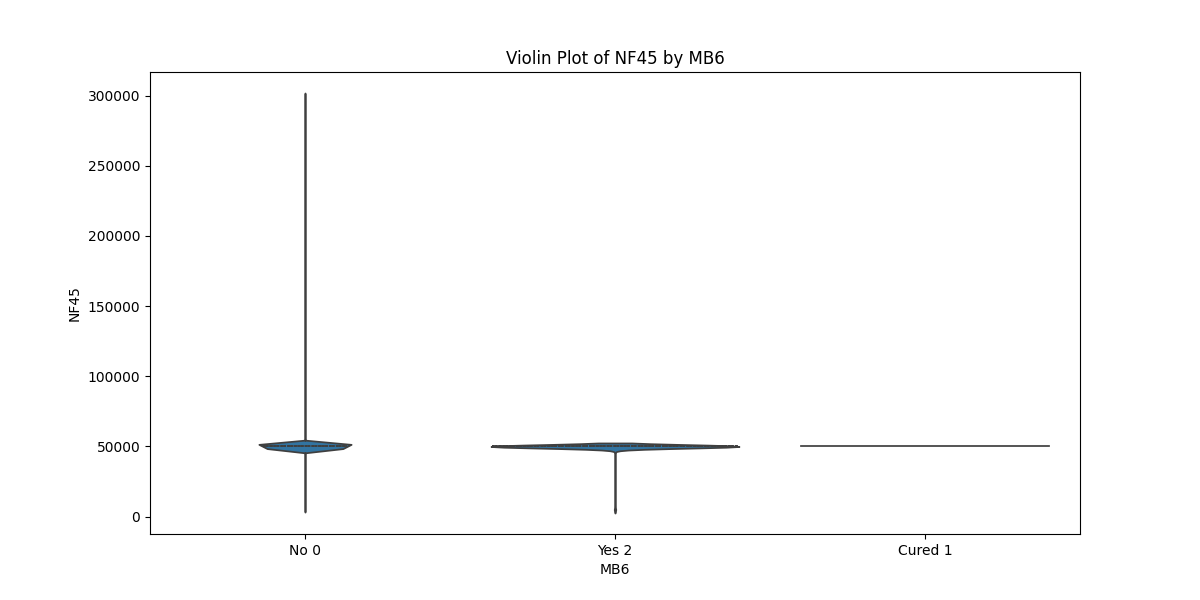 Violin Plot of NF45 by MB6
300000
250000
200000
150000
100000
50000
0
NF45
No 0
Yes 2
Cured 1
MB6